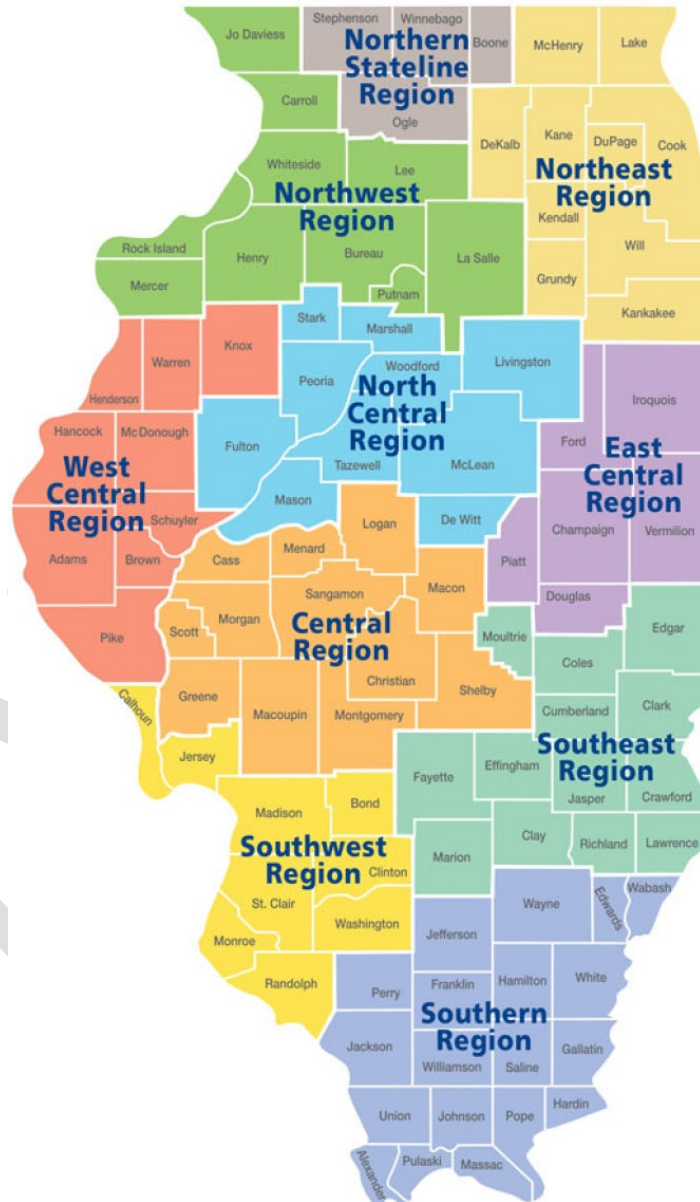 Jo Daviess
Stephenson
Winnebago
Boone
McHenry
Lake
Northern
Stateline
Region
Carroll
Ogle
DeKalb
Kane
DuPage
Cook
Northeast
Region
Whiteside
Lee
Northwest
Region
Kendall
Will
Rock Island
Henry
Bureau
La Salle
Grundy
Mercer
Putnam
Kankakee
Stark
Marshall
Knox
Warren
Henderson
Peoria
Woodford
Livingston
North
Central
Region
Iroquois
Ford
East
Central
Region
Hancock
McDonough
Fulton
Tazewell
McLean
West
Central
Region
Mason
Schuyler
Logan
De Witt
Champaign
Vermilion
Adams
Brown
Cass
Menard
Piatt
Sangamon
Macon
Douglas
Pike
Scott
Morgan
Central
Region
Moultrie
Edgar
Coles
Christian
Shelby
Greene
Macoupin
Montgomery
Cumberland
Clark
Calhoun
Jersey
Southeast
Region
Fayette
Effingham
Jasper
Crawford
Madison
Bond
Southwest
Region
Clinton
Marion
Clay
Richland
Lawrence
St. Clair
Washington
Wayne
Edwards
Wabash
Monroe
Jefferson
Randolph
Perry
Franklin
Hamilton
White
Southern
Region
Jackson
Williamson
Saline
Gallatin
Union
Johnson
Pope
Hardin
Alexander
Pulaski
Massac